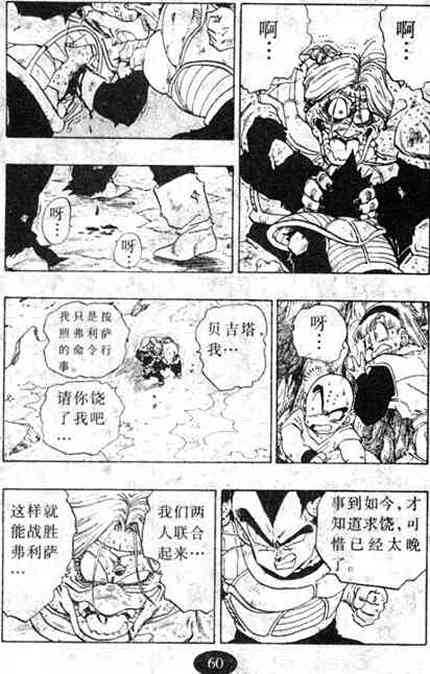 啊
…
啊
…
呀
…
呀
…
呀
…
贝吉塔，
我…
我只是按
照弗利萨
的命令行
事。
请你饶
了我吧
…
事到如今，才
知道求饶，可
惜已经太晚
了。
我们两
人联合
起来…
这样就
能战胜
弗利萨
…
60